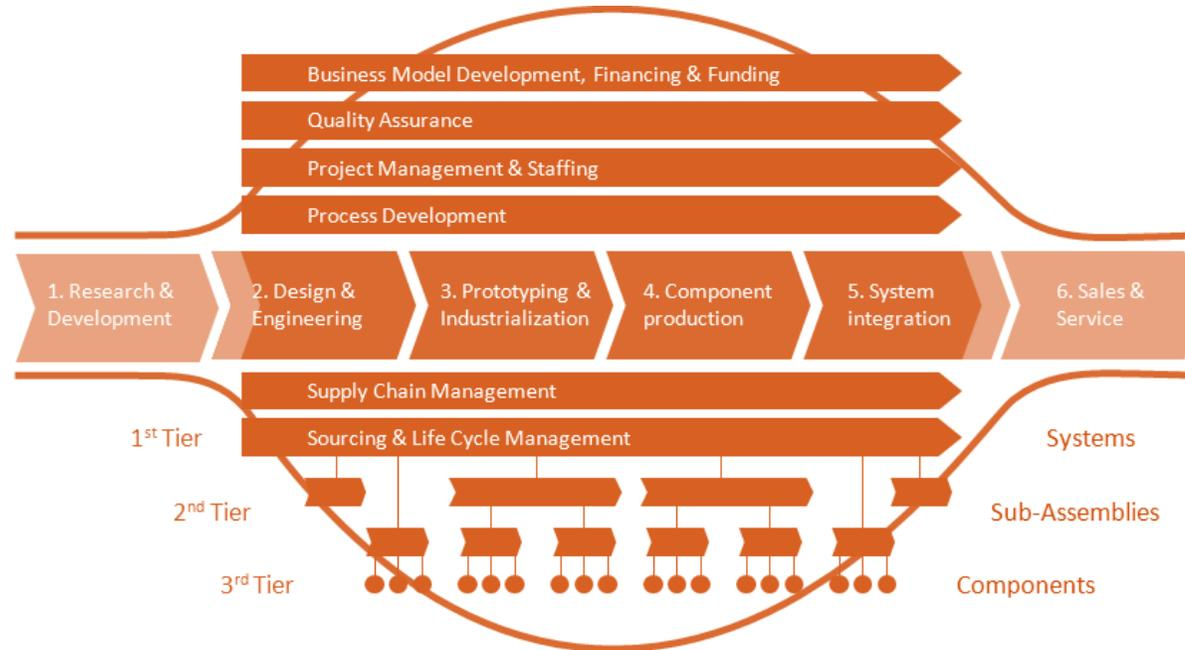 Business Model Development, Financing & Funding
Quality Assurance
Project Management & Staffing
Process Development
1. Research &
Development
2. Design &
Engineering
3. Prototyping &
Industrialization
4. Component
production
5. System
integration
6. Sales &
Service
Supply Chain Management
Sourcing & Life Cycle Management
1st Tier
Systems
2nd Tier
Sub-Assemblies
3rd Tier
Components